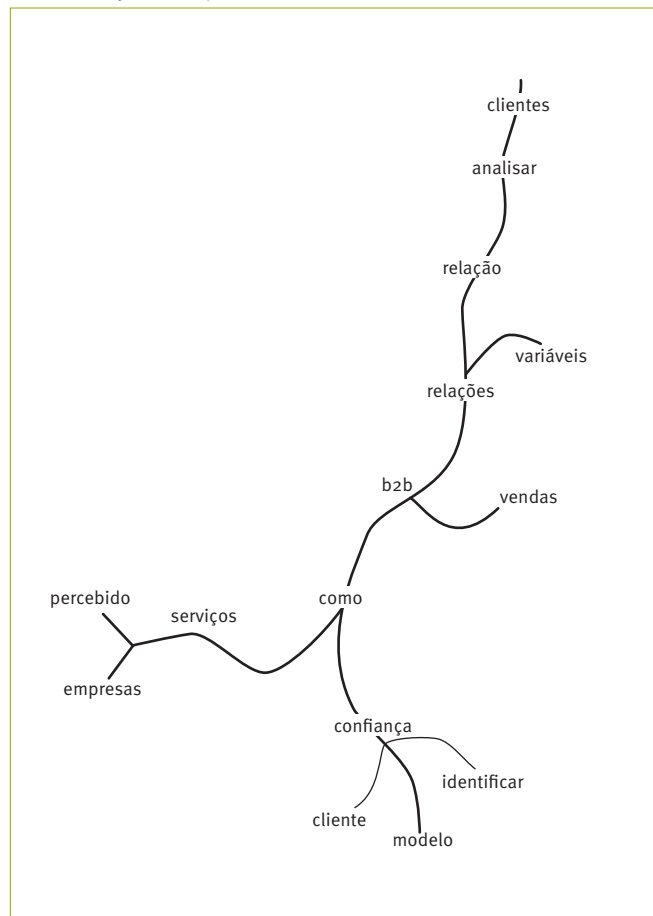 clientes
analisar
relação
variáveis
relações
b2b
vendas
percebido
como
serviços
empresas
confiança
identificar
cliente
modelo